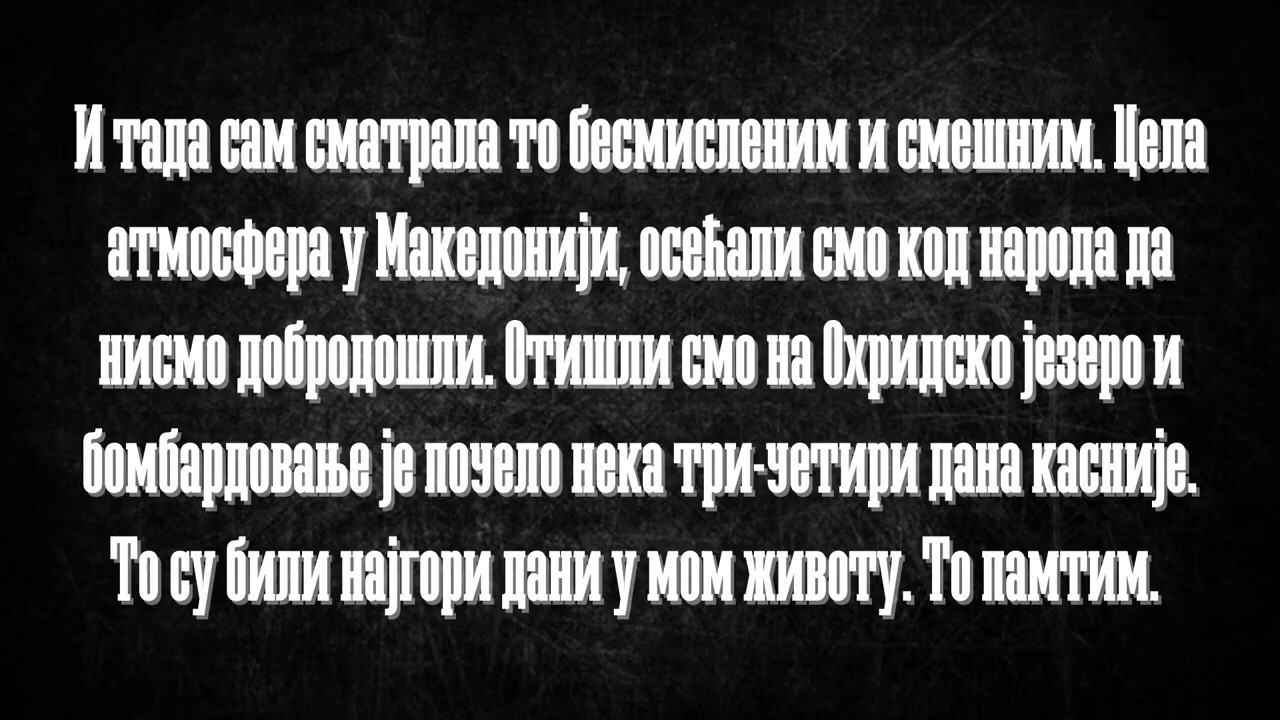 И тада сам сматрала то бесмисленим и смешним. Цела
атмосфера у Македонији, осећали смо код народа да
нисмо добродошли. Отишли смо на Охридско језеро и
бомбардовање је почело нека три-четири дана касније.
То су били најгори дани у мом животу. То памтим.